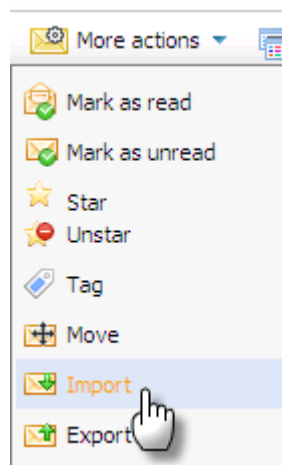 More actions
Mark as read
Mark as unread
Star
Unstar
Tag
Move
Import
Export